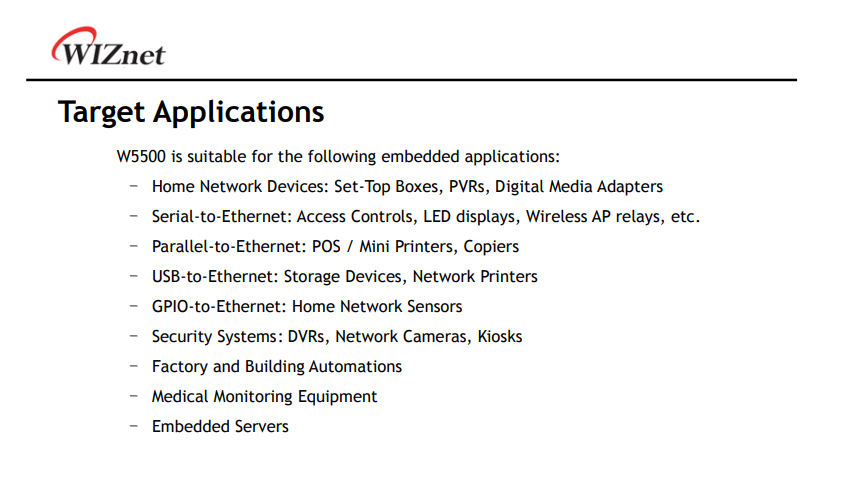 WIZnet
Target Applications
W5500 is suitable for the following embedded applications:
– Home Network Devices: Set-Top Boxes, PVRs, Digital Media Adapters
– Serial-to-Ethernet: Access Controls, LED displays, Wireless AP relays, etc.
– Parallel-to-Ethernet: POS / Mini Printers, Copiers
– USB-to-Ethernet: Storage Devices, Network Printers
– GPIO-to-Ethernet: Home Network Sensors
– Security Systems: DVRs, Network Cameras, Kiosks
– Factory and Building Automations
– Medical Monitoring Equipment
– Embedded Servers